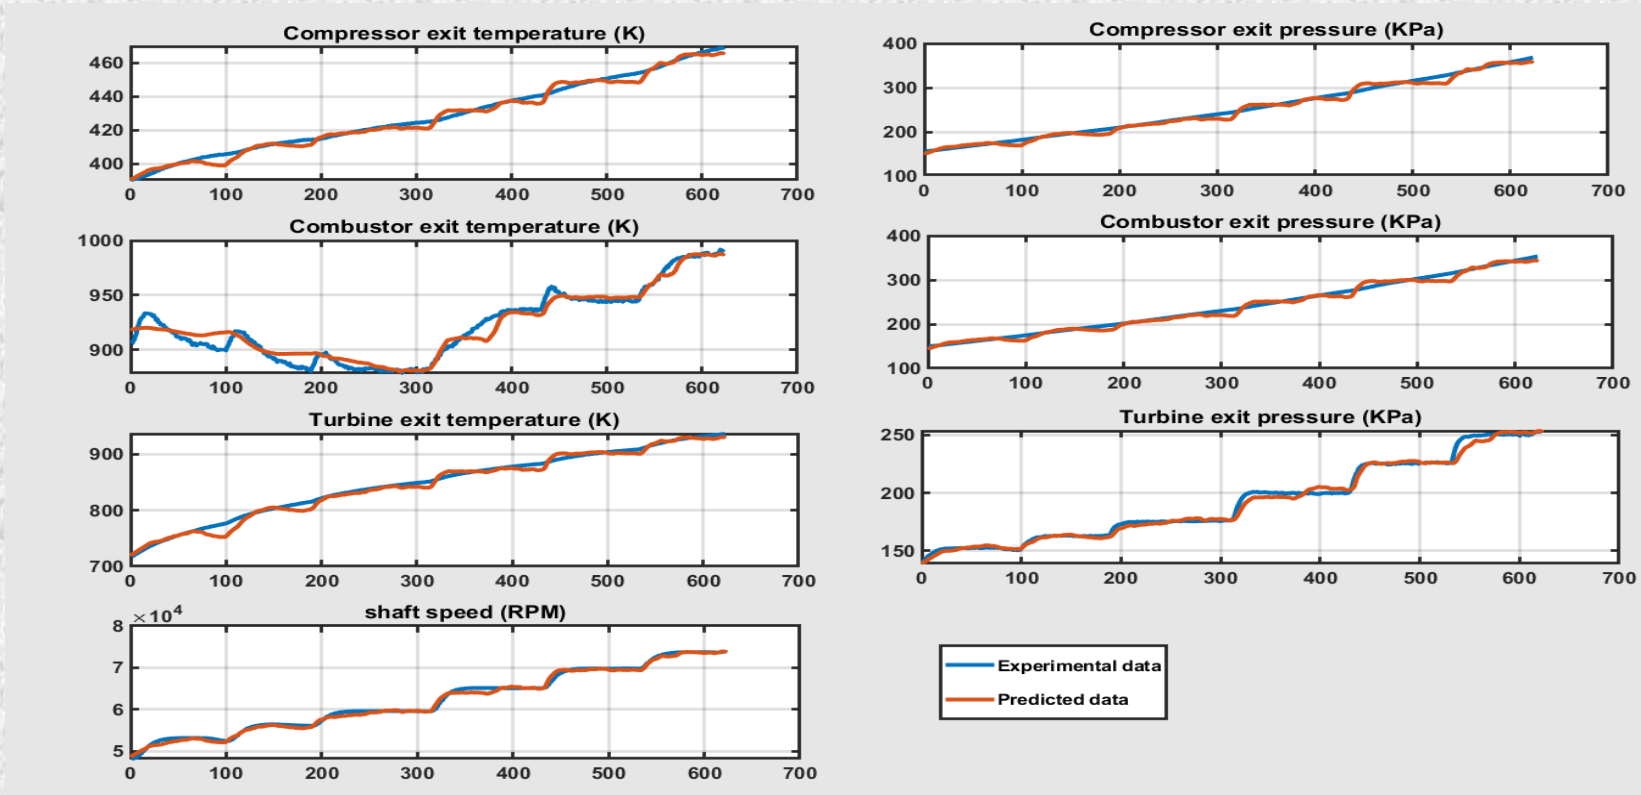 Compressor exit temperature (K)
460
440
420
400
0 100 200 300 400 500 600 700
Combustor exit temperature (K)
1000
950
900
0 100 200 300 400 500 600 700
Turbine exit temperature (K)
900
800
700
0 100 200 300 400 500 600 700
shaft speed (RPM)
×10⁴
8
7
6
5
0 100 200 300 400 500 600 700
Compressor exit pressure (KPa)
400
300
200
100
0 100 200 300 400 500 600 700
Combustor exit pressure (KPa)
400
300
200
100
0 100 200 300 400 500 600 700
Turbine exit pressure (KPa)
250
200
150
0 100 200 300 400 500 600 700
Experimental data
Predicted data